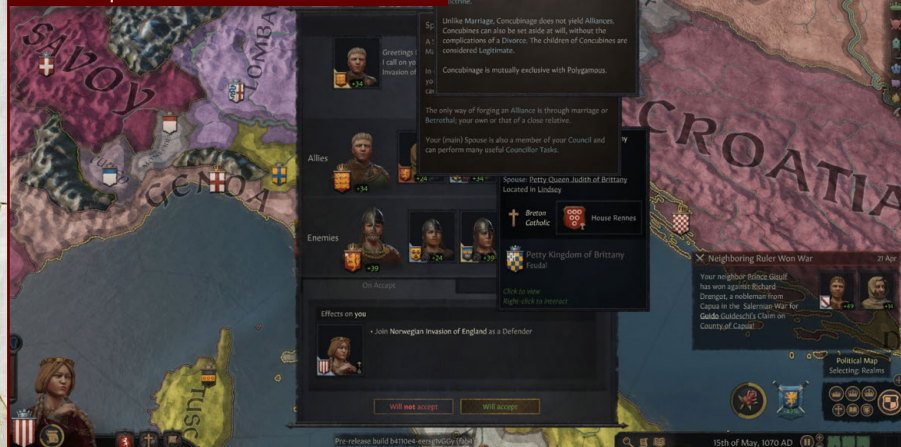 octrine.
Unlike Marriage, Concubinage does not yield Alliances.
Concubines can also be set aside at will, without the
complications of a Divorce. The children of Concubines are
considered Legitimate.
Concubinage is mutually exclusive with Polygamous.
Greetings
I call on yo
Invasion of
+34
The only way of forging an Alliance is through marriage or
Betrothal, your own or that of a close relative.
Your (main) Spouse is also a member of your Council and
can perform many useful Councillor Tasks.
Allies
+34
+24
+34
Spouse: Petty Queen Judith of Brittany
Located in Lindsey
Breton
Catholic
House Rennes
Enemies
+39
+24
+39
Petty Kingdom of Brittany
Feudal
Click to view
Right-click to interact
On Accept
Effects on you
• Join Norwegian Invasion of England as a Defender
Will not accept
Will accept
Neighboring Ruler Won War
21 Apr
Your neighbor Prince Gisulf
has won against Richard
Drengot, a nobleman from
Capua in the Salernian War for
Guido Guideschi's Claim on
County of Capua!
Political Map
Selecting: Realms
15th of May, 1070 AD
SAVOY
LOMBA
GENOA
CROATIA
TUS